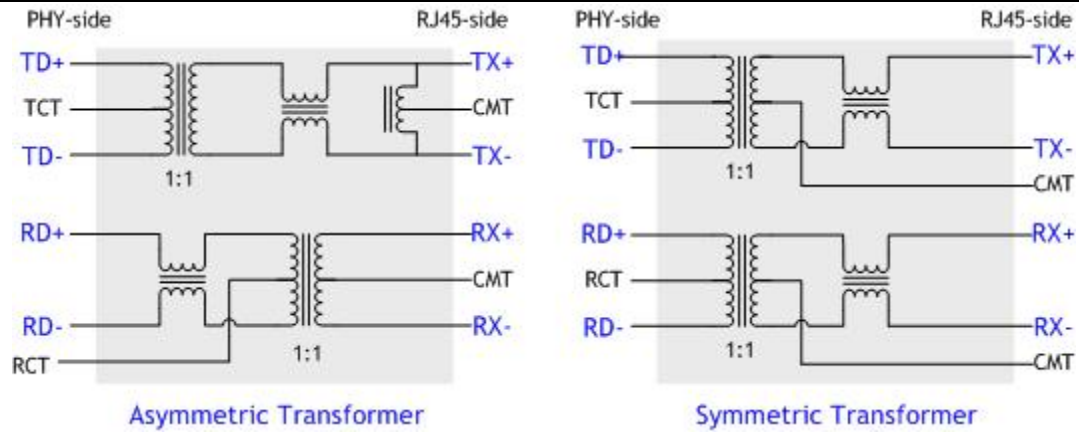 PHY-side RJ45-side
TD+ TX+
TCT CMT
TD- TX-
1:1
RD+ RX+
CMT
RD- RX-
RCT 1:1
Asymmetric Transformer
PHY-side RJ45-side
TD+ TX+
TCT
TD- TX-
1:1
CMT
RD+ RX+
RCT
RD- RX-
1:1
CMT
Symmetric Transformer